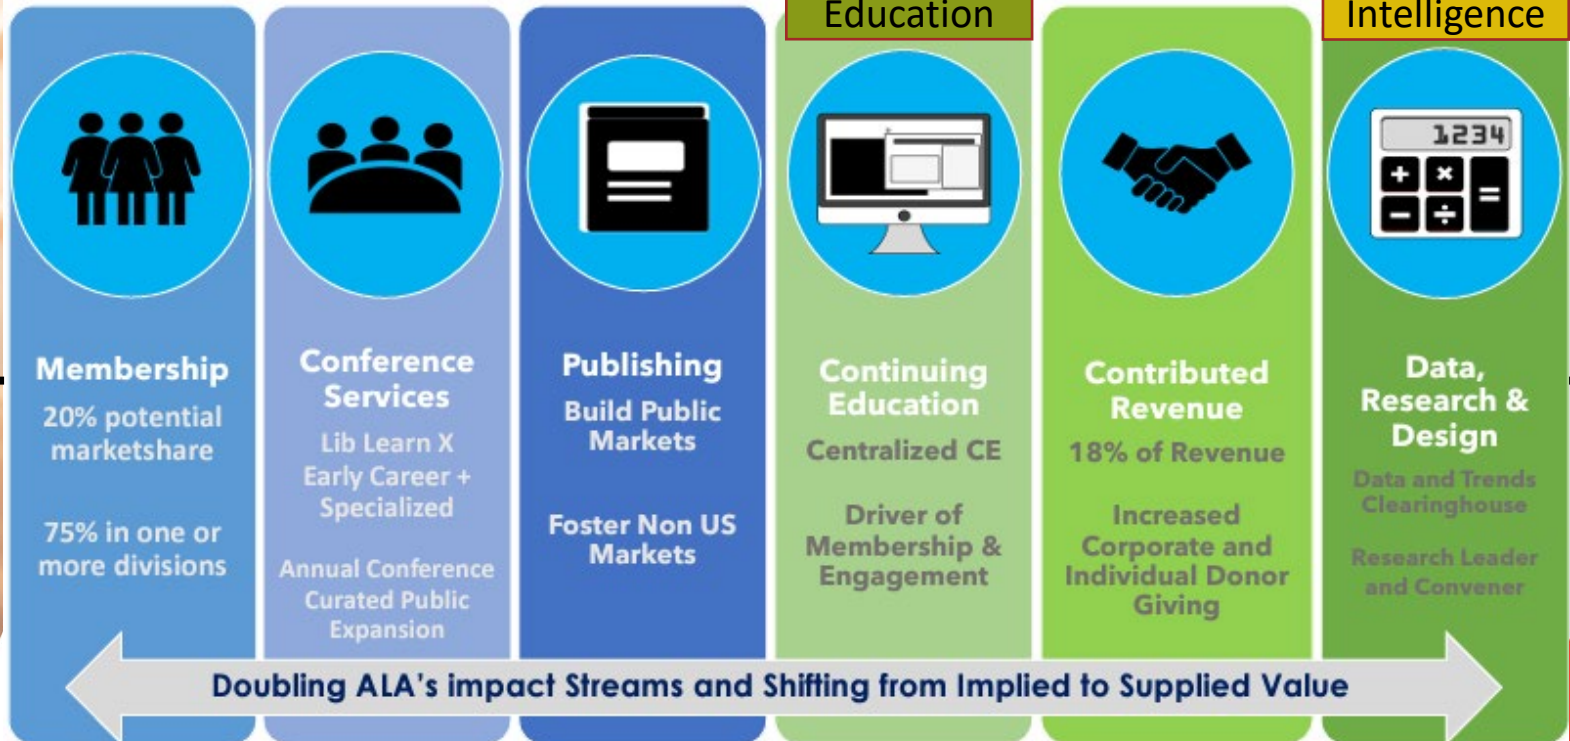 Education
Intelligence
1234
+
×
=
−
÷
Membership
20% potential
marketshare
75% in one or
more divisions
Conference
Services
Lib Learn X
Early Career +
Specialized
Annual Conference
Curated Public
Expansion
Publishing
Build Public
Markets
Foster Non US
Markets
Continuing
Education
Centralized CE
Driver of
Membership &
Engagement
Contributed
Revenue
18% of Revenue
Increased
Corporate and
Individual Donor
Giving
Data,
Research &
Design
Data and Trends
Clearinghouse
Research Leader
and Convener
Doubling ALA's impact Streams and Shifting from Implied to Supplied Value